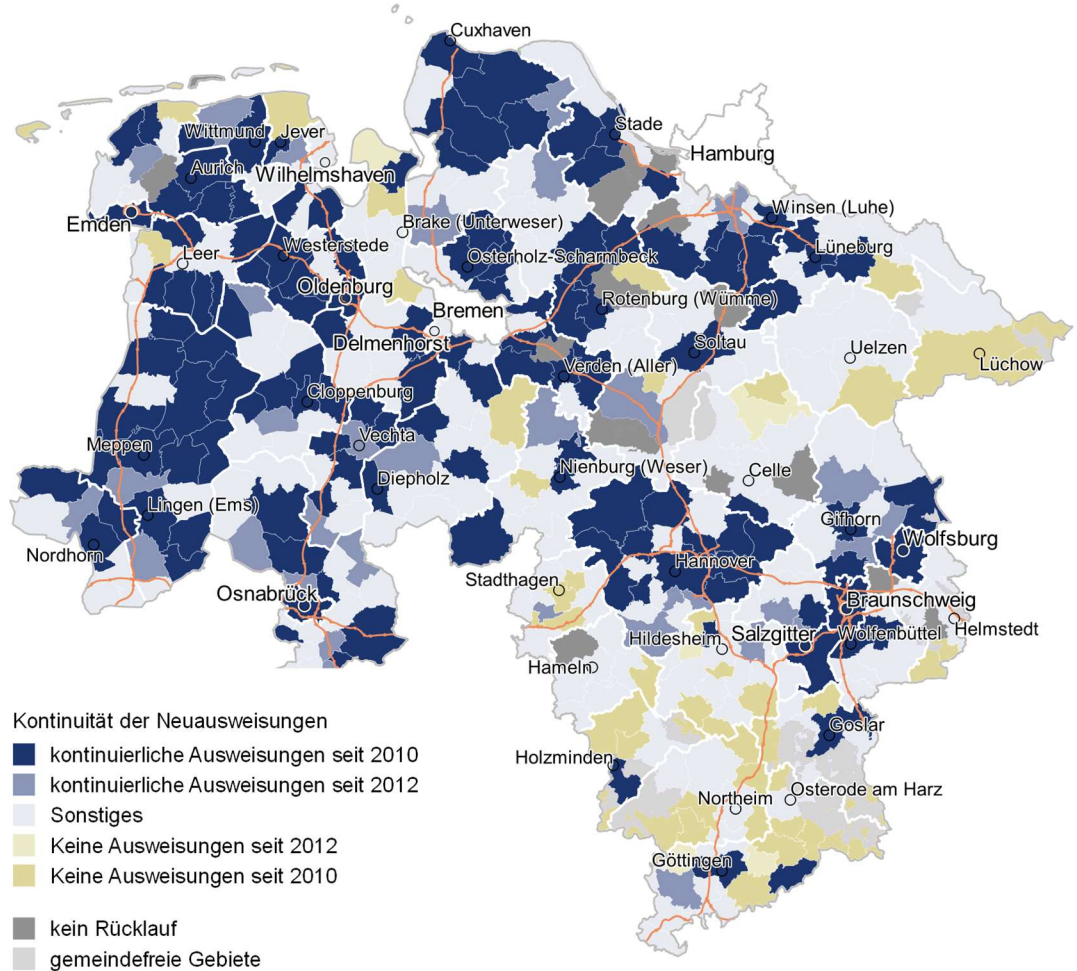 Cuxhaven
Stade
Hamburg
Wittmund
Jever
Aurich
Wilhelmshaven
Emden
Brake (Unterweser)
Winsen (Luhe)
Leer
Westerstede
Osterholz-Scharmbeck
Lüneburg
Oldenburg
Bremen
Rotenburg (Wümme)
Delmenhorst
Soltau
Uelzen
Verden (Aller)
Lüchow
Cloppenburg
Vechta
Meppen
Diepholz
Nienburg (Weser)
Celle
Lingen (Ems)
Gifhorn
Wolfsburg
Nordhorn
Hannover
Stadthagen
Osnabrück
Braunschweig
Helmstedt
Hildesheim
Salzgitter
Wolfenbüttel
Hameln
Goslar
Holzminden
Northeim
Osterode am Harz
Göttingen
Kontinuität der Neuausweisungen
kontinuierliche Ausweisungen seit 2010
kontinuierliche Ausweisungen seit 2012
Sonstiges
Keine Ausweisungen seit 2012
Keine Ausweisungen seit 2010
kein Rücklauf
gemeindefreie Gebiete